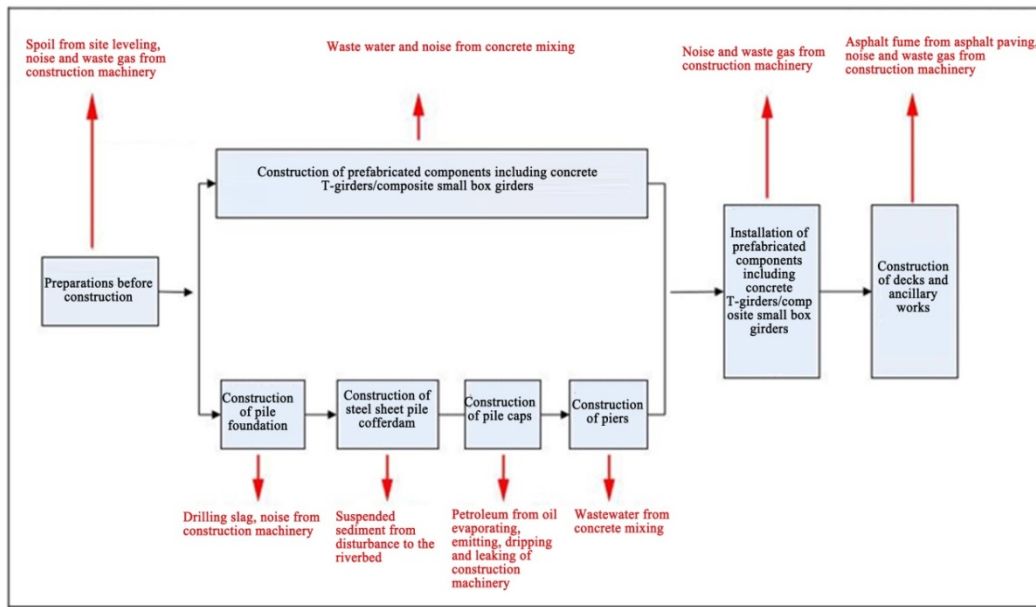 Spoil from site leveling,
noise and waste gas from
construction machinery
Waste water and noise from concrete mixing
Noise and waste gas from
construction machinery
Asphalt fume from asphalt paving,
noise and waste gas from
construction machinery
Construction of prefabricated components including concrete
T-girders/composite small box girders
Preparations before
construction
Installation of
prefabricated
components
including
concrete
T-girders/comp
osite small box
girders
Construction
of decks and
ancillary
works
Construction
of pile
foundation
Construction of
steel sheet pile
cofferdam
Construction
of pile caps
Construction
of piers
Drilling slag, noise from
construction machinery
Suspended
sediment from
disturbance to the
riverbed
Petroleum from oil
evaporating,
emitting, dripping
and leaking of
construction
machinery
Wastewater from
concrete mixing